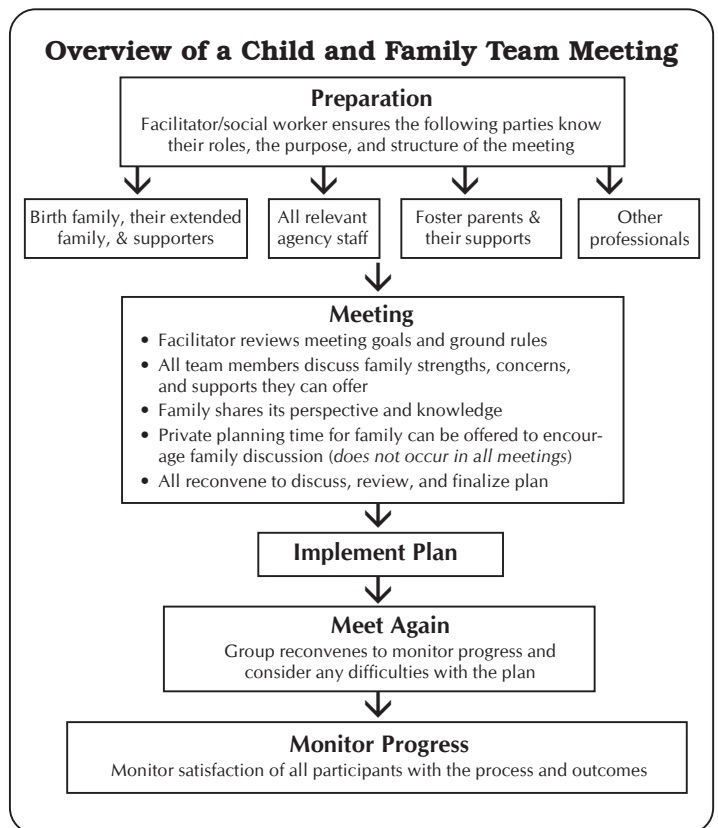 Overview of a Child and Family Team Meeting
Preparation
Facilitator/social worker ensures the following parties know
their roles, the purpose, and structure of the meeting
Birth family, their extended
family, & supporters
All relevant
agency staff
Foster parents &
their supports
Other
professionals
Meeting
• Facilitator reviews meeting goals and ground rules
• All team members discuss family strengths, concerns,
and supports they can offer
• Family shares its perspective and knowledge
• Private planning time for family can be offered to encour-
age family discussion (does not occur in all meetings)
• All reconvene to discuss, review, and finalize plan
Implement Plan
Meet Again
Group reconvenes to monitor progress and
consider any difficulties with the plan
Monitor Progress
Monitor satisfaction of all participants with the process and outcomes